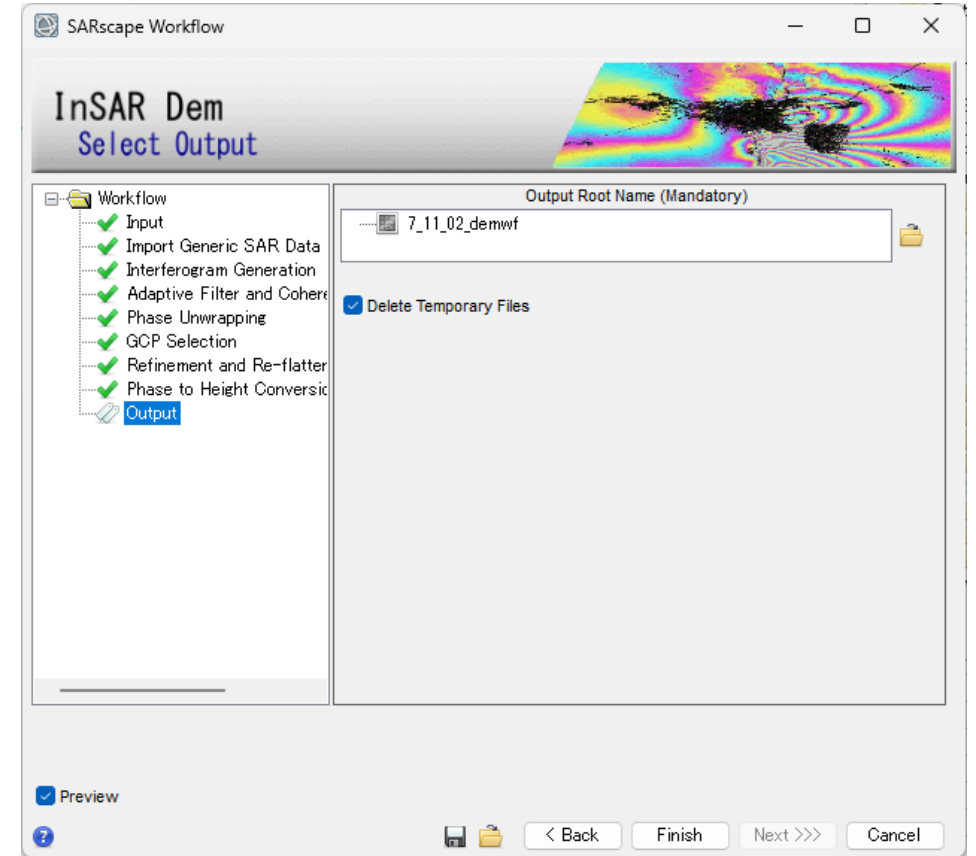 SARscape Workflow
InSAR Dem
Select Output
Workflow
Input
Import Generic SAR Data
Interferogram Generation
Adaptive Filter and Cohere
Phase Unwrapping
GCP Selection
Refinement and Re-flatter
Phase to Height Conversic
Output
Output Root Name (Mandatory)
7_11_02_demwf
Delete Temporary Files
Preview
< Back
Finish
Next >>>
Cancel